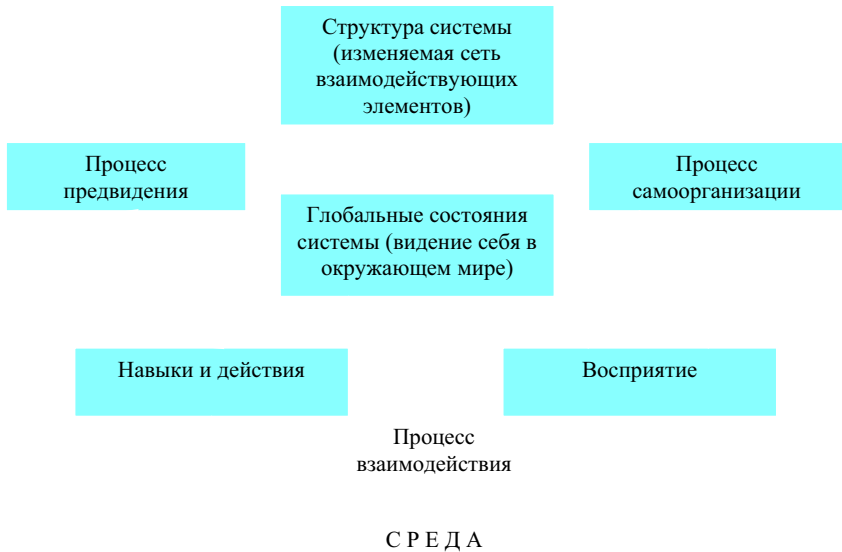 Структура системы
(изменяемая сеть
взаимодействующих
элементов)
Процесс
предвидения
Процесс
самоорганизации
Глобальные состояния
системы (видение себя в
окружающем мире)
Навыки и действия
Восприятие
Процесс
взаимодействия
С Р Е Д А